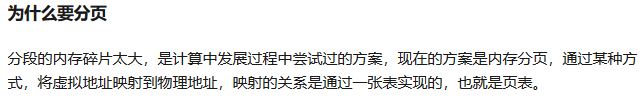 为什么要分页
分段的内存碎片太大，是计算中发展过程中尝试过的方案，现在的方案是内存分页，通过某种方
式，将虚拟地址映射到物理地址，映射的关系是通过一张表实现的，也就是页表。